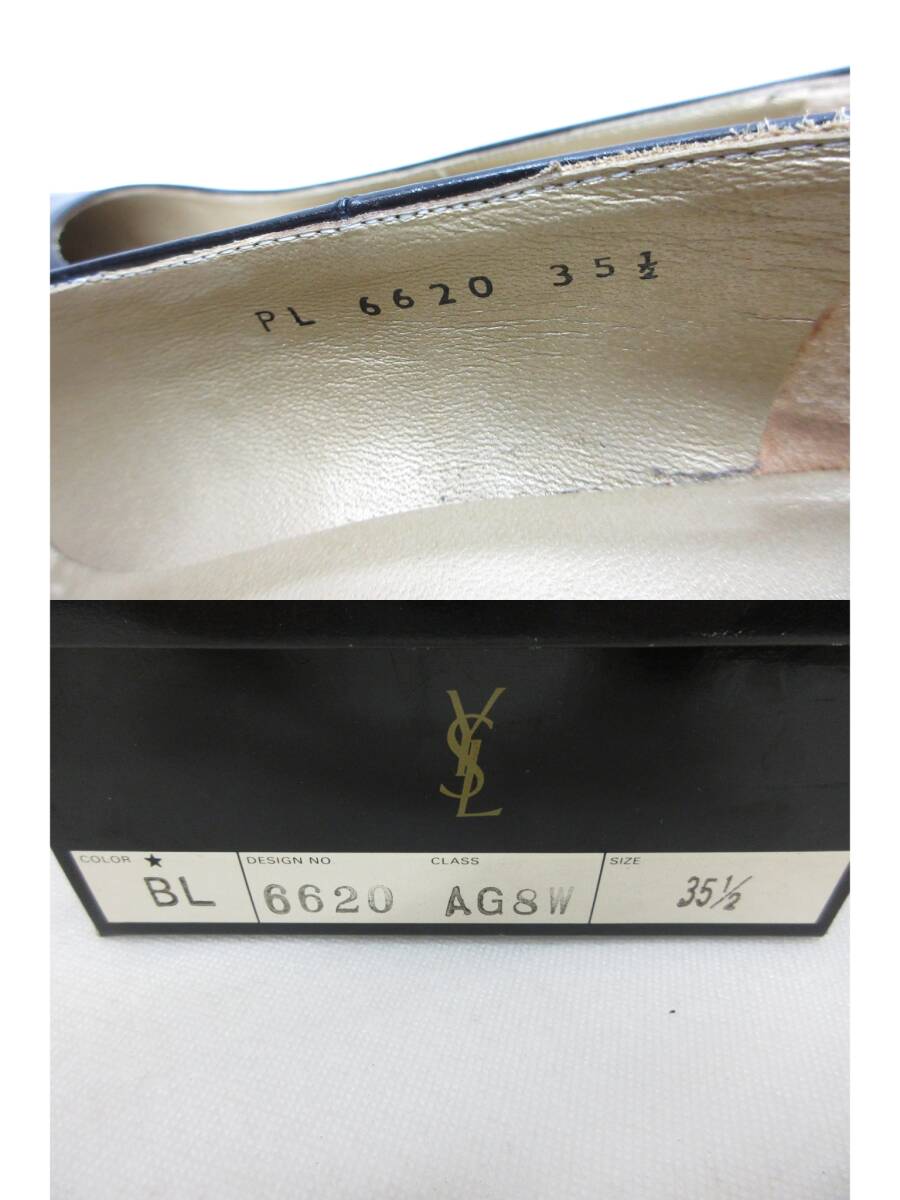 PL 6620 35½
YSL
COLOR ★ DESIGN NO CLASS SIZE
BL 6620 AG8W 35½